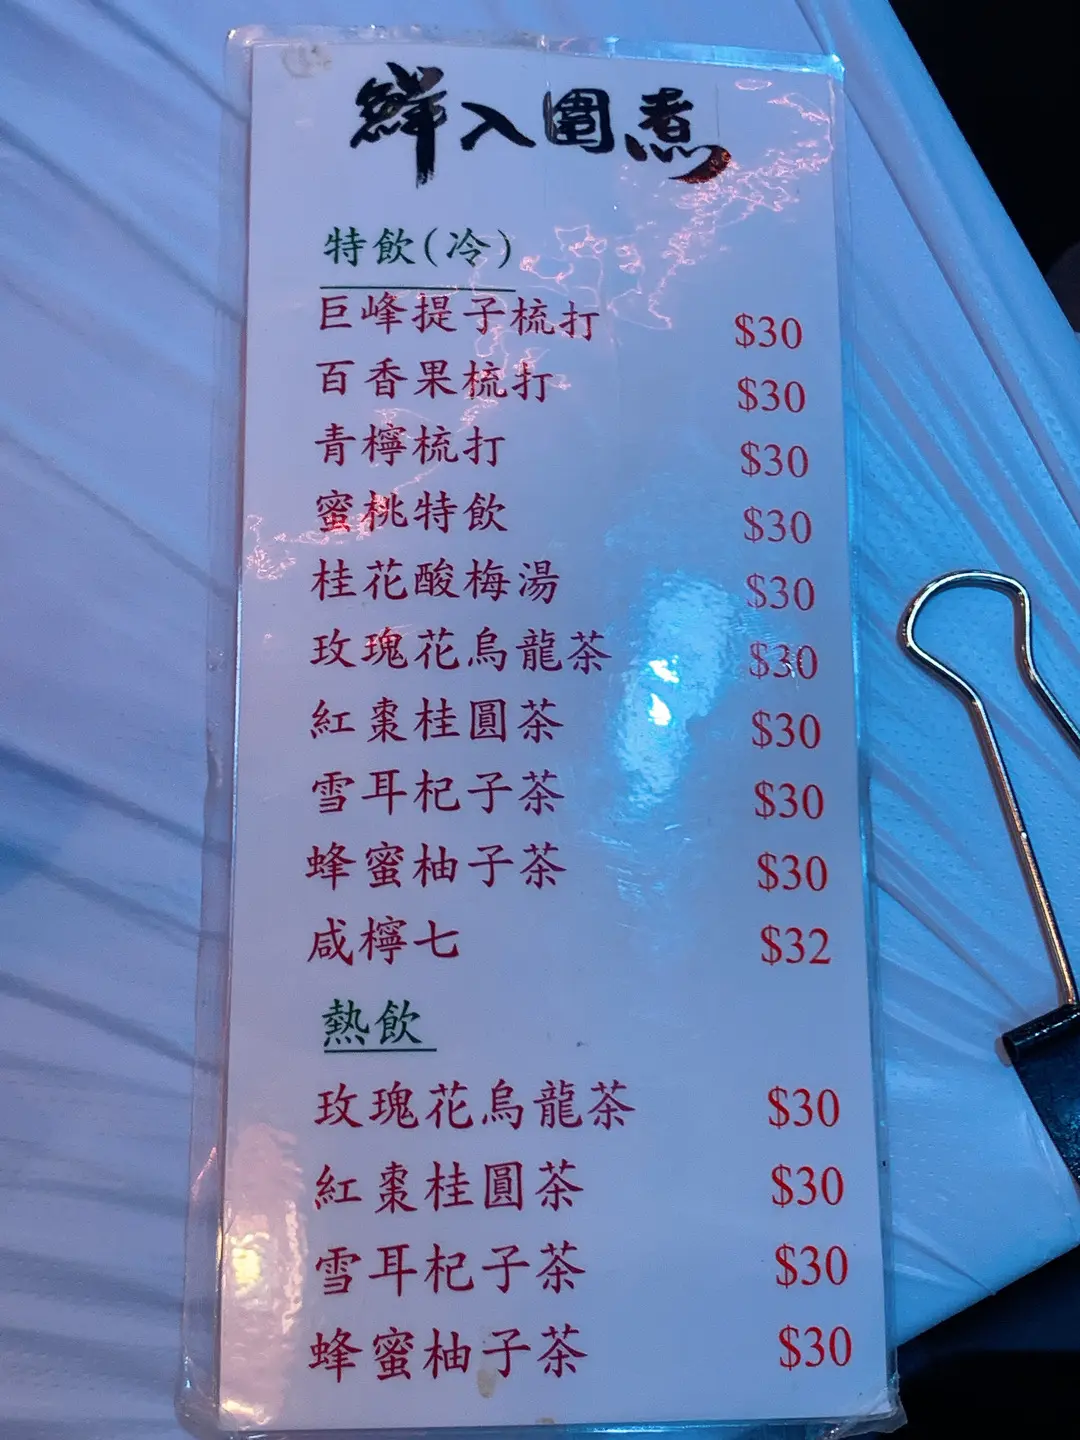 鮮入圍煮
特飲(冷)
巨峰提子梳打 $30
百香果梳打 $30
青檸梳打 $30
蜜桃特飲 $30
桂花酸梅湯 $30
玫瑰花烏龍茶 $30
紅棗桂圓茶 $30
雪耳杞子茶 $30
蜂蜜柚子茶 $30
咸檸七 $32
熱飲
玫瑰花烏龍茶 $30
紅棗桂圓茶 $30
雪耳杞子茶 $30
蜂蜜柚子茶 $30